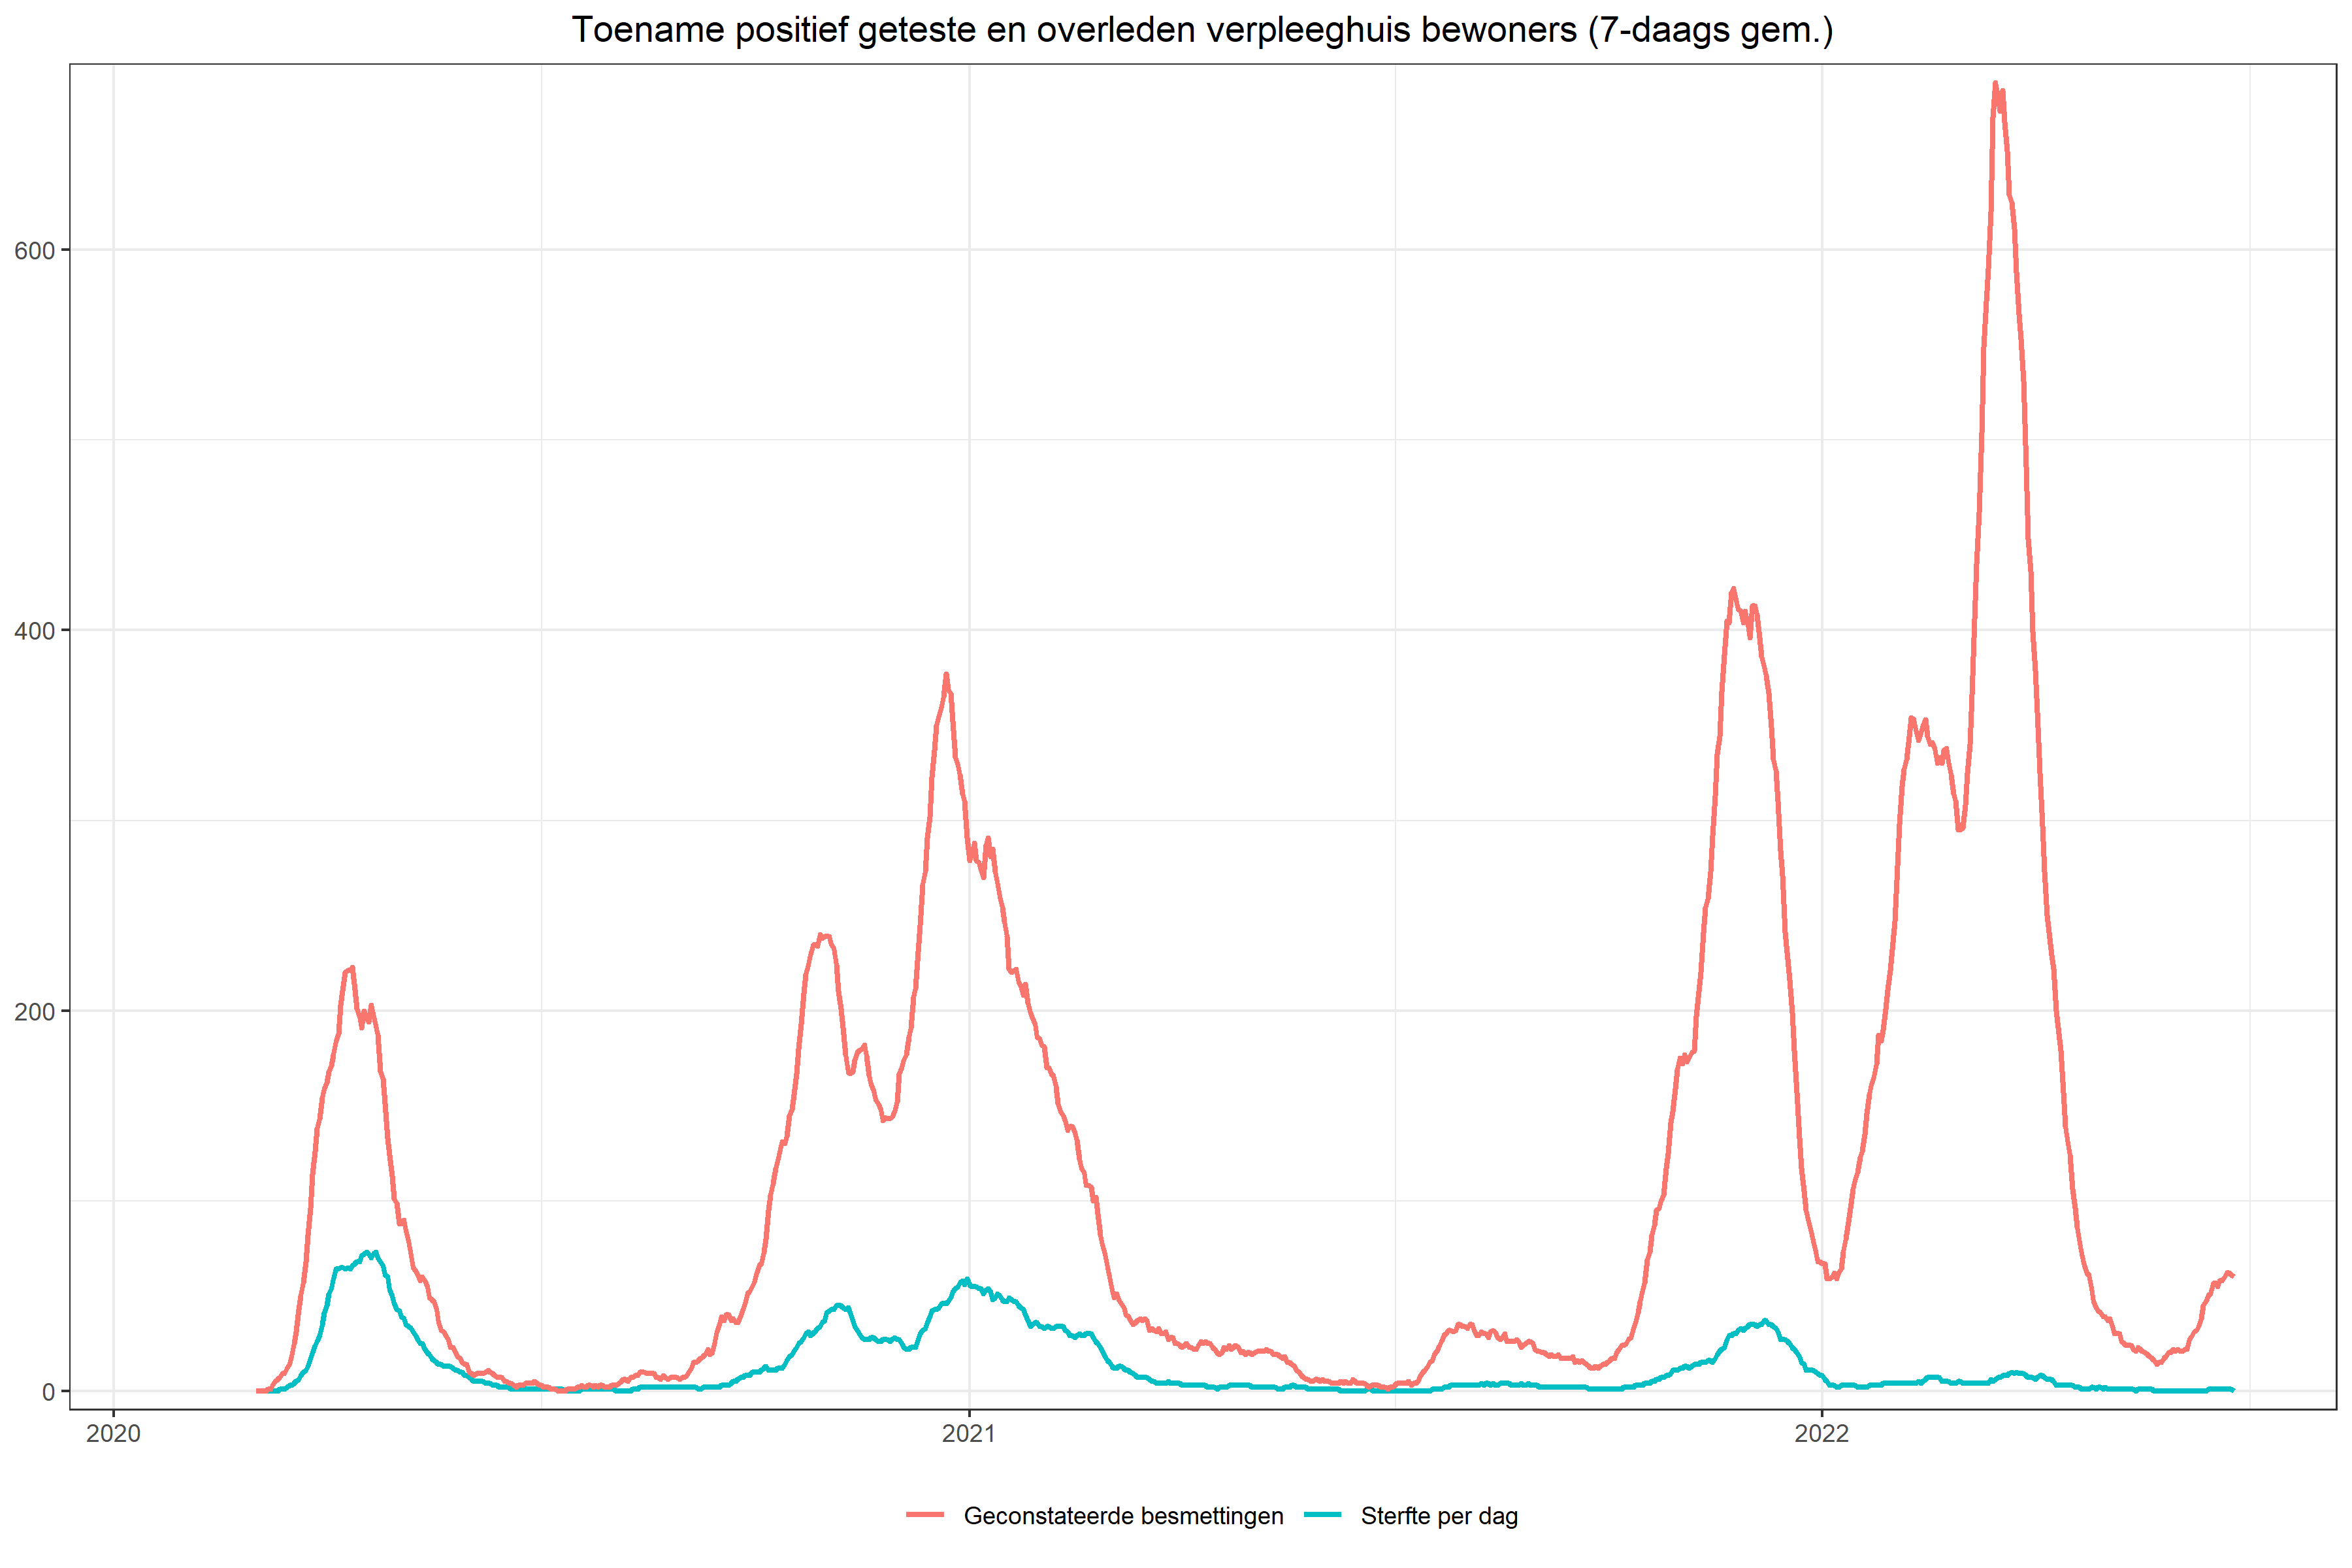 Toename positief geteste en overleden verpleeghuis bewoners (7-daags gem.)
600
400
200
0
2020 2021 2022
Geconstateerde besmettingen Sterfte per dag